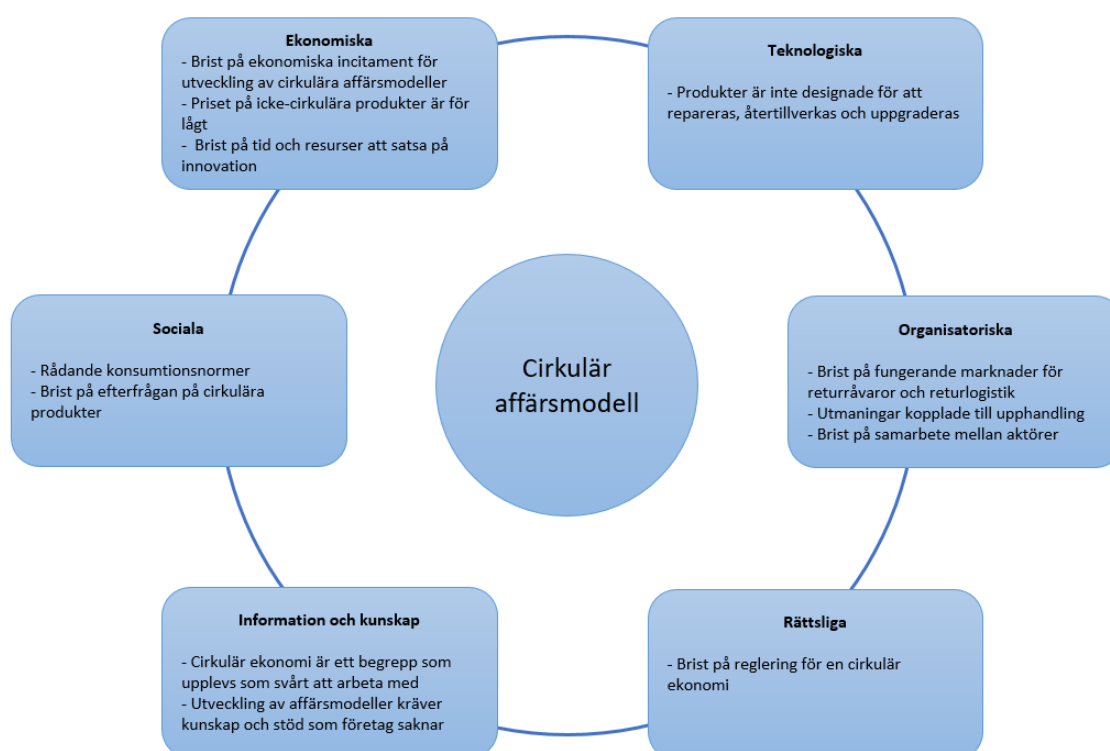 Ekonomiska
- Brist på ekonomiska incitament för
utveckling av cirkulära affärsmodeller
- Priset på icke-cirkulära produkter är för
lågt
- Brist på tid och resurser att satsa på
innovation
Teknologiska
- Produkter är inte designade för att
repareras, återtillverkas och uppgraderas
Sociala
- Rådande konsumtionsnormer
- Brist på efterfrågan på cirkulära
produkter
Cirkulär
affärsmodell
Organisatoriska
- Brist på fungerande marknader för
returråvaror och returlogistik
- Utmaningar kopplade till upphandling
- Brist på samarbete mellan aktörer
Information och kunskap
- Cirkulär ekonomi är ett begrepp som
upplevs som svårt att arbeta med
- Utveckling av affärsmodeller kräver
kunskap och stöd som företag saknar
Rättsliga
- Brist på reglering för en cirkulär
ekonomi